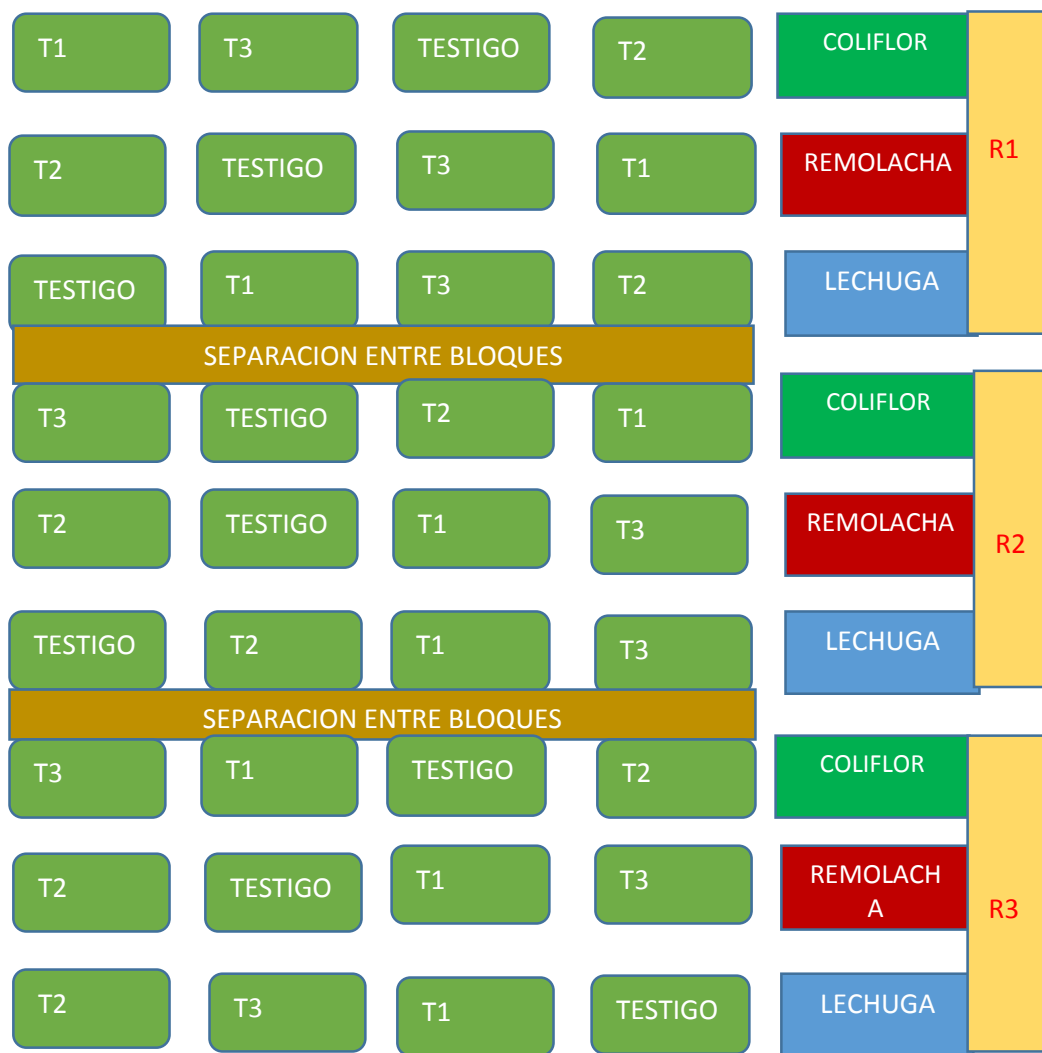 T1 T3 TESTIGO T2 COLIFLOR
R1
T2 TESTIGO T3 T1 REMOLACHA
TESTIGO T1 T3 T2 LECHUGA
SEPARACION ENTRE BLOQUES
T3 TESTIGO T2 T1 COLIFLOR
T2 TESTIGO T1 T3 REMOLACHA
R2
TESTIGO T2 T1 T3 LECHUGA
SEPARACION ENTRE BLOQUES
T3 T1 TESTIGO T2 COLIFLOR
T2 TESTIGO T1 T3 REMOLACH
A
R3
T2 T3 T1 TESTIGO LECHUGA